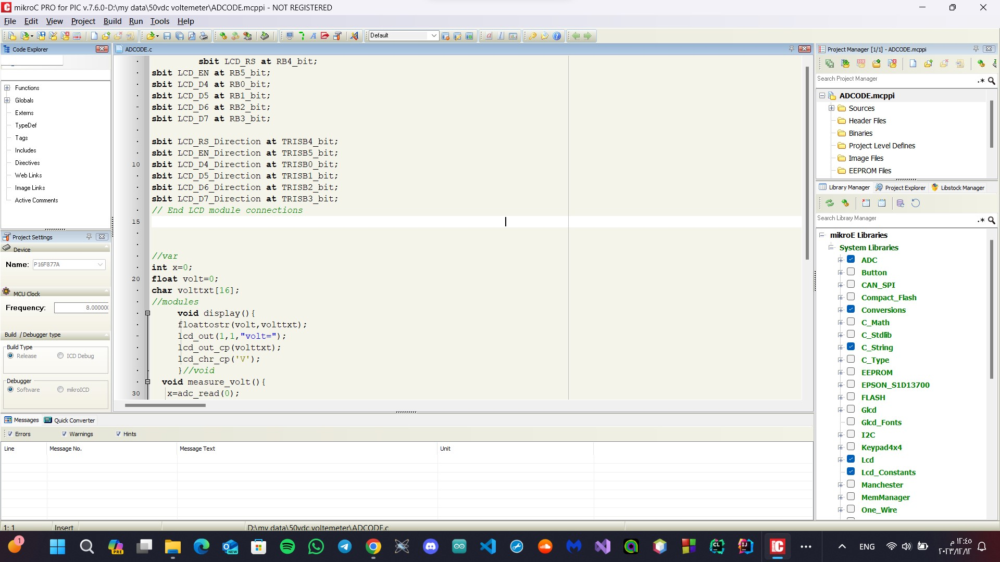 mikroC PRO for PIC v.7.6.0-D:\my data\50vdc voltemeter\ADCODE.mcppi - NOT REGISTERED
File Edit View Project Build Run Tools Help
Default
Code Explorer
Functions
Globals
Externs
TypeDef
Tags
Includes
Directives
Web Links
Image Links
Active Comments
Project Settings
Device
Name: P16F877A
MCU Clock
Frequency: 8.000000
Build / Debugger type
Build Type
Release ICD Debug
Debugger
Software mikroICD
ADCODE.c
sbit LCD_RS at RB4_bit;
sbit LCD_EN at RB5_bit;
sbit LCD_D4 at RB0_bit;
sbit LCD_D5 at RB1_bit;
sbit LCD_D6 at RB2_bit;
sbit LCD_D7 at RB3_bit;
sbit LCD_RS_Direction at TRISB4_bit;
sbit LCD_EN_Direction at TRISB5_bit;
10 sbit LCD_D4_Direction at TRISB0_bit;
sbit LCD_D5_Direction at TRISB1_bit;
sbit LCD_D6_Direction at TRISB2_bit;
sbit LCD_D7_Direction at TRISB3_bit;
// End LCD module connections
15
//var
int x=0;
20 float volt=0;
char volttxt[16];
//modules
void display(){
floattostr(volt,volttxt);
lcd_out(1,1,"volt=");
lcd_out_cp(volttxt);
lcd_chr_cp('V');
}//void
void measure_volt(){
30 x=adc_read(0);
Project Manager [1/1] - ADCODE.mcppi
Search Project Manager .*
ADCODE.mcppi
Sources
Header Files
Binaries
Project Level Defines
Image Files
EEPROM Files
Library Manager Project Explorer Libstock Manager
Search Library Manager .*
mikroE Libraries
System Libraries
ADC
Button
CAN_SPI
Compact_Flash
Conversions
C_Math
C_Stdlib
C_String
C_Type
EEPROM
EPSON_S1D13700
FLASH
Glcd
Glcd_Fonts
I2C
Keypad4x4
Lcd
Lcd_Constants
Manchester
MemManager
One_Wire
Messages Quick Converter
Errors Warnings Hints
Line Message No. Message Text Unit
1: 1 Insert D:\my data\50vdc voltemeter\ADCODE.c
1
PRE
NEW
CL
IJ
ENG
١٢:٤٥ م
٢٠٢٣/١٢/١٢